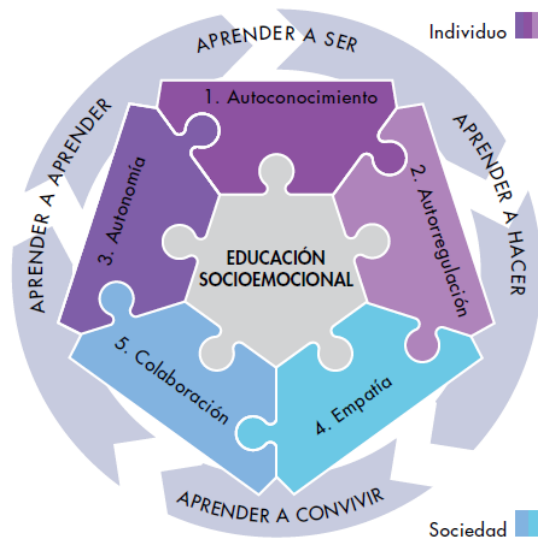 APRENDER A SER
Individuo
1. Autoconocimiento
APRENDER A APRENDER
APRENDER A HACER
3. Autonomía
2. Autorregulación
EDUCACIÓN
SOCIOEMOCIONAL
5. Colaboración
4. Empatía
APRENDER A CONVIVIR
Sociedad